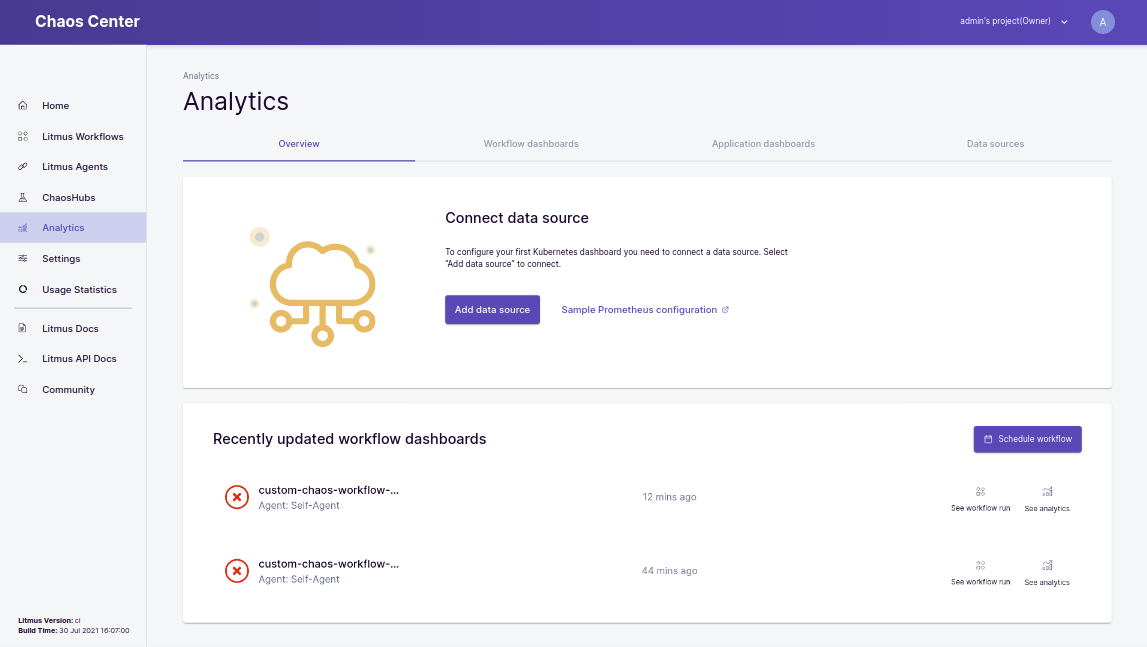 Chaos Center
admin's project(Owner)
A
Home
Litmus Workflows
Litmus Agents
ChaosHubs
Analytics
Settings
Usage Statistics
Litmus Docs
Litmus API Docs
Community
Litmus Version: ci
Build Time: 30 Jul 2021 16:07:00
Analytics
Analytics
Overview
Workflow dashboards
Application dashboards
Data sources
Connect data source
To configure your first Kubernetes dashboard you need to connect a data source. Select
"Add data source" to connect.
Add data source
Sample Prometheus configuration
Recently updated workflow dashboards
Schedule workflow
custom-chaos-workflow-...
Agent: Self-Agent
12 mins ago
See workflow run
See analytics
custom-chaos-workflow-...
Agent: Self-Agent
44 mins ago
See workflow run
See analytics